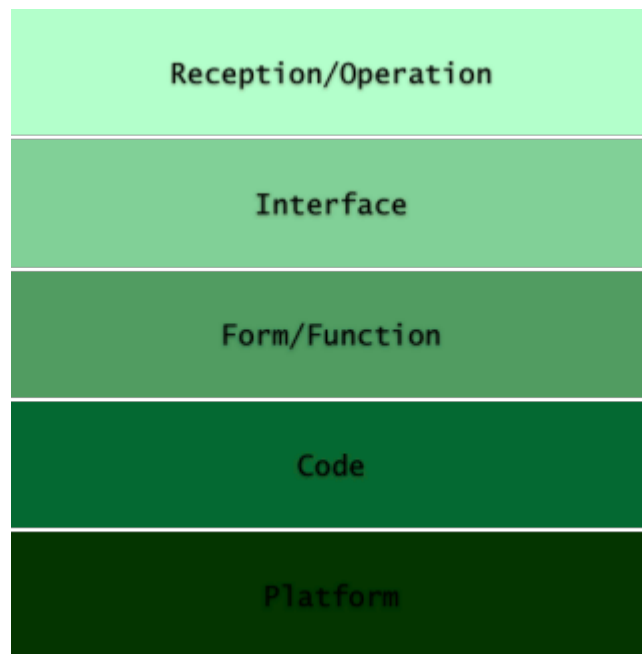 Reception/Operation
Interface
Form/Function
Code
Platform